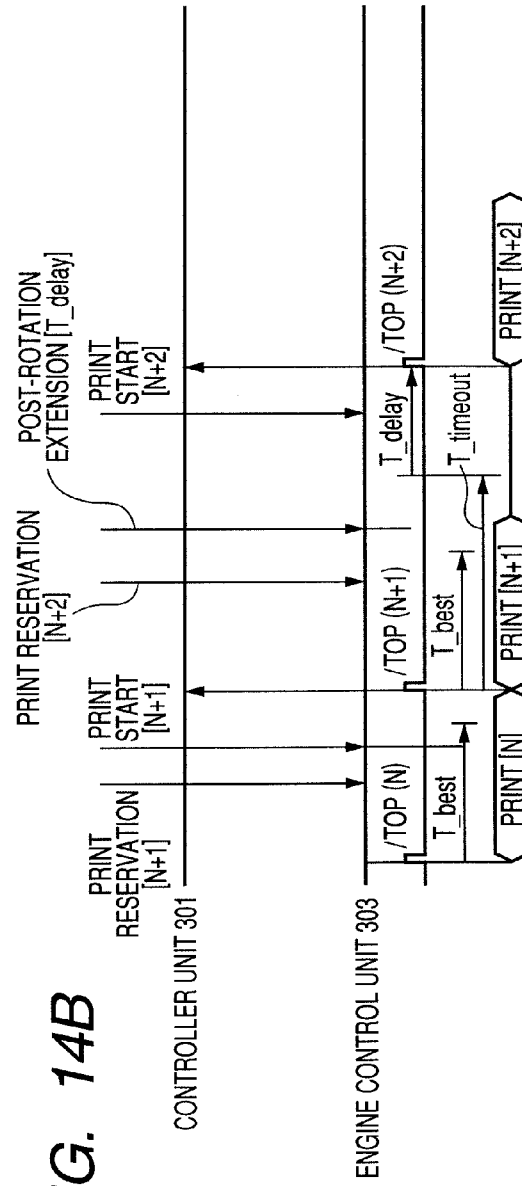 G. 14B
PRINT
RESERVATION
[N+1]
PRINT
START
[N+1]
PRINT RESERVATION
[N+2]
POST-ROTATION
EXTENSION [T_delay]
PRINT
START
[N+2]
CONTROLLER UNIT 301
ENGINE CONTROL UNIT 303
/TOP (N)
/TOP (N+1)
/TOP (N+2)
T_best
T_best
T_delay
T_timeout
PRINT [N]
PRINT [N+1]
PRINT [N+2]